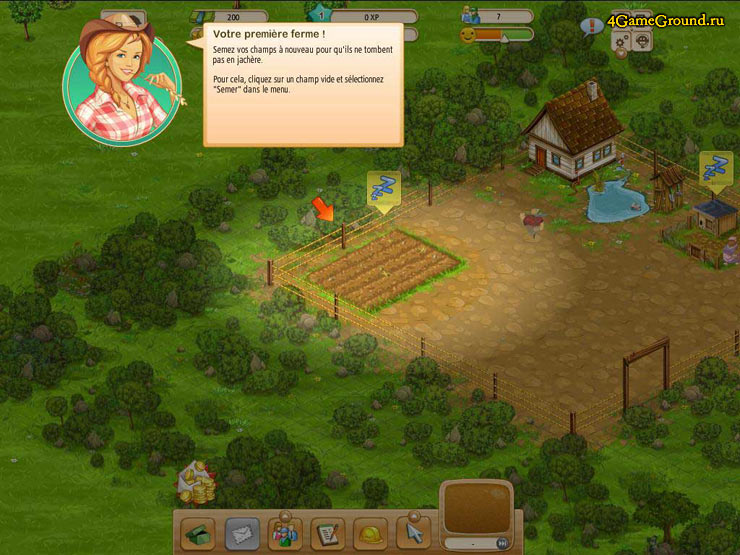 200
1
0 XP
7
4GameGround.ru
Votre première ferme !
Semez vos champs à nouveau pour qu'ils ne tombent
pas en jachère.
Pour cela, cliquez sur un champ vide et sélectionnez
"Semer" dans le menu.
Z Z Z
Z Z Z
-